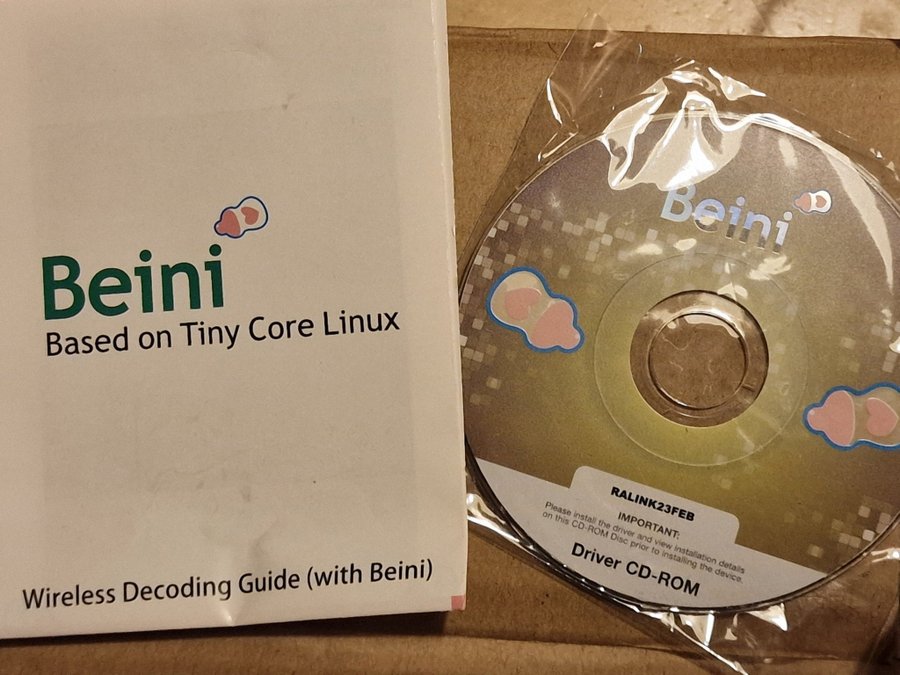 Beini
Based on Tiny Core Linux
Wireless Decoding Guide (with Beini)
Beini
RALINK23FEB
IMPORTANT:
Please install the driver and view installation details
on this CD-ROM Disc prior to installing the device.
Driver CD-ROM